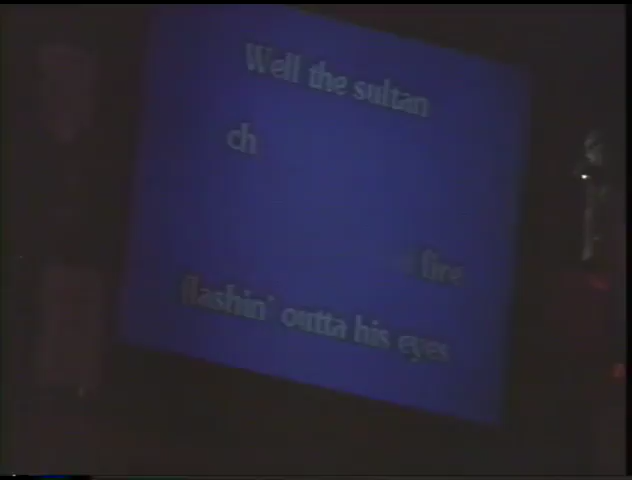 Well the sultan
ch
fire
flashin' outta his eyes